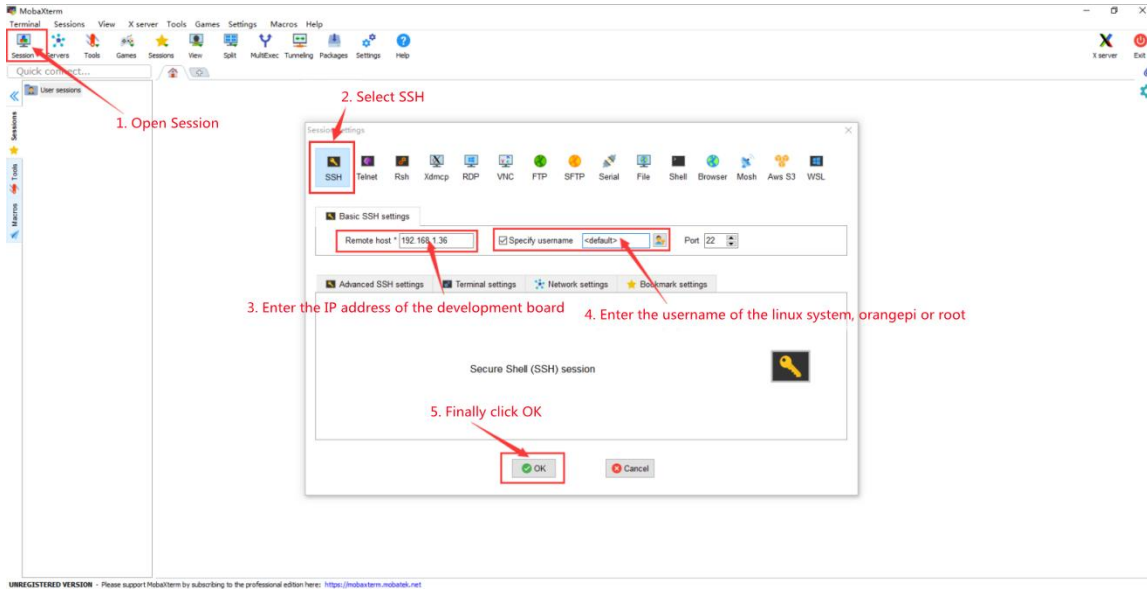 MobaXterm
Terminal Sessions View X server Tools Games Settings Macros Help
Session Servers Tools Games Sessions View Split MultiExec Tunneling Packages Settings Help
X server Exit
Quick connect...
User sessions
Sessions
Tools
Macros
1. Open Session
2. Select SSH
Session settings
SSH Telnet Rsh Xdmcp RDP VNC FTP SFTP Serial File Shell Browser Mosh Aws S3 WSL
Basic SSH settings
Remote host * 192.168.1.36 Specify username <default> Port 22
Advanced SSH settings Terminal settings Network settings Bookmark settings
3. Enter the IP address of the development board
4. Enter the username of the linux system, orangepi or root
Secure Shell (SSH) session
5. Finally click OK
OK Cancel
UNREGISTERED VERSION - Please support MobaXterm by subscribing to the professional edition here: https://mobaxterm.mobatek.net